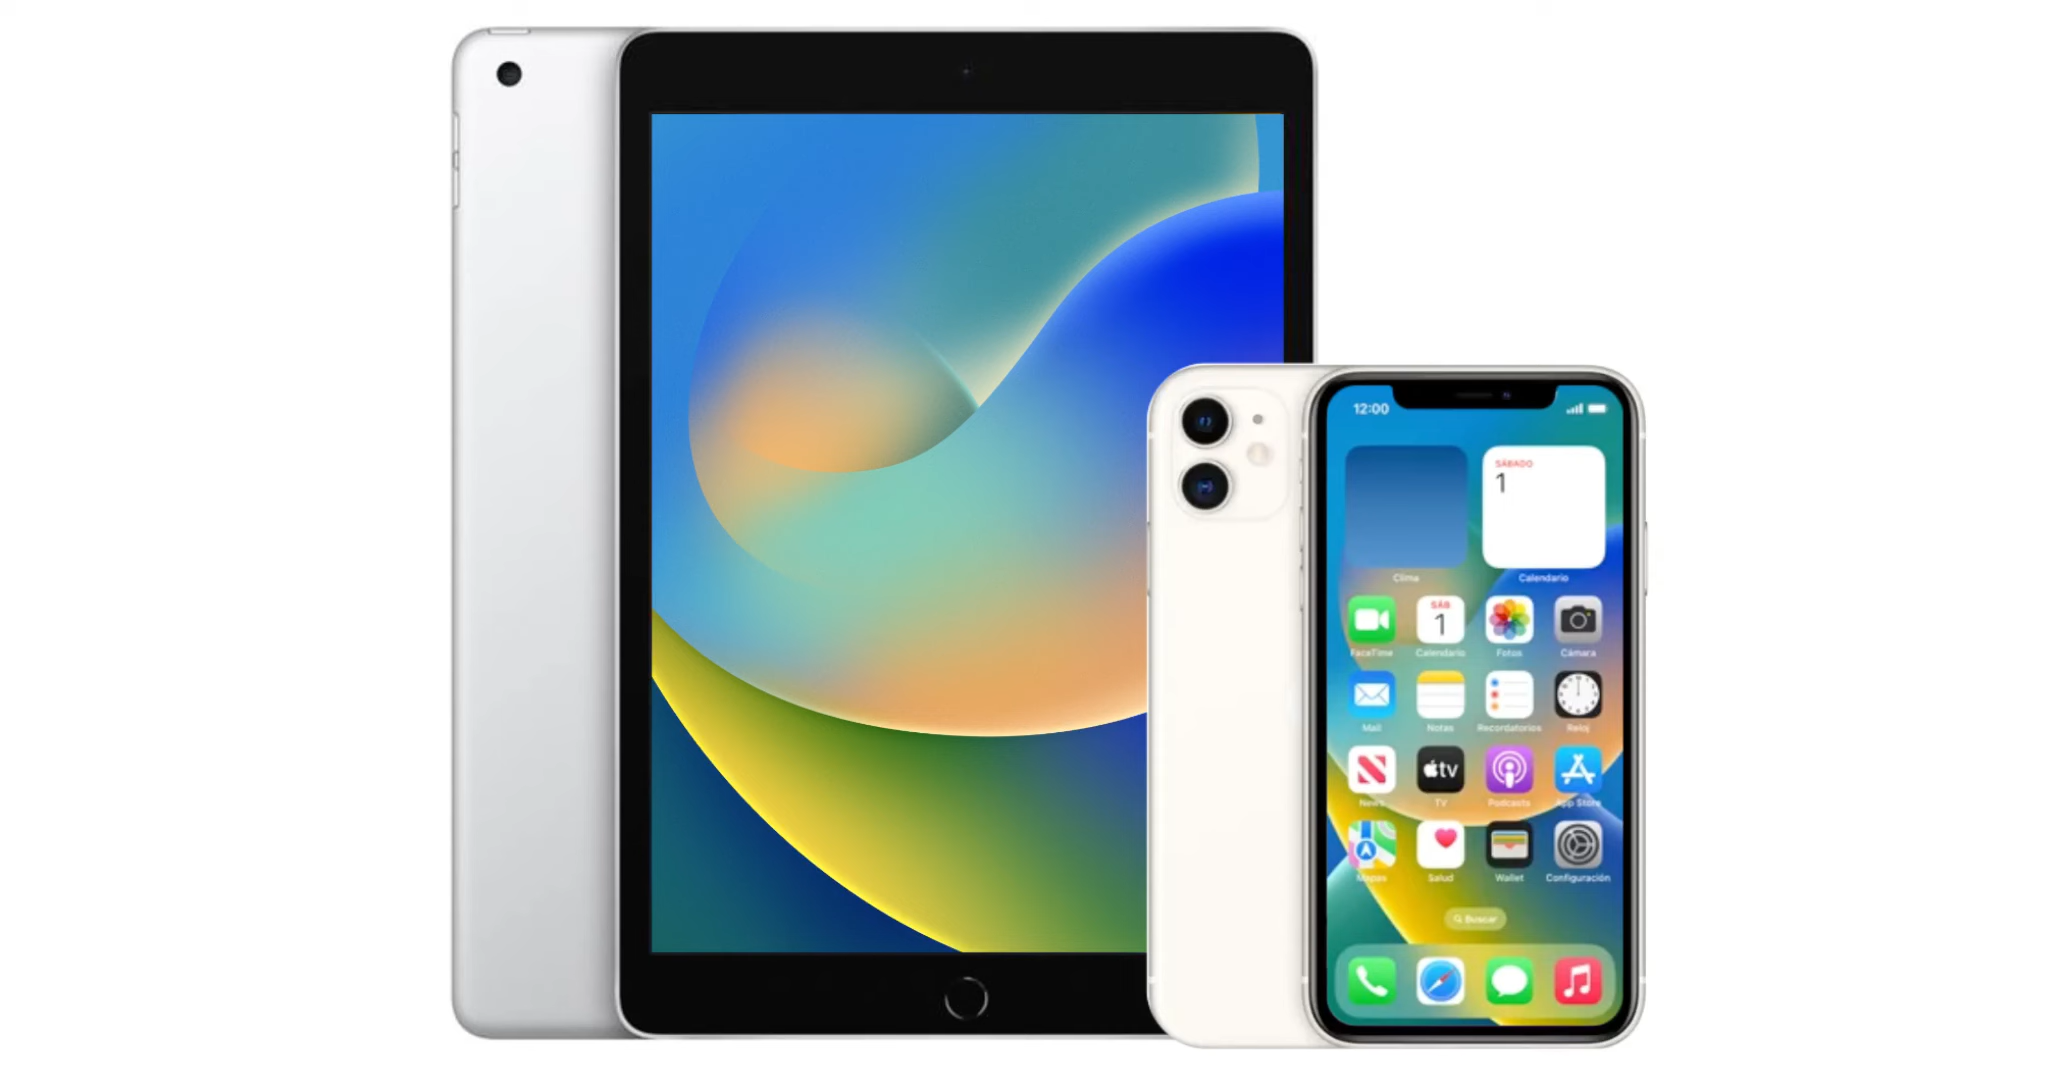 12:00
SÁBADO
1
Clima
Calendario
SÁB
1
FaceTime
Calendario
Fotos
Cámara
Mail
Notas
Recordatorios
Reloj
tv
News
TV
Podcasts
App Store
Mapas
Salud
Wallet
Configuración
Buscar